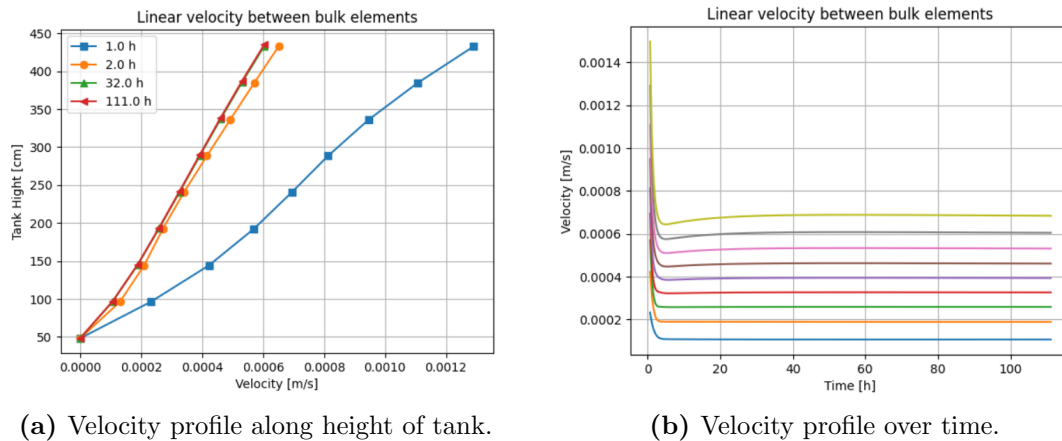 Linear velocity between bulk elements
450
400
350
300
250
200
150
100
50
Tank Hight [cm]
1.0 h
2.0 h
32.0 h
111.0 h
0.0000 0.0002 0.0004 0.0006 0.0008 0.0010 0.0012
Velocity [m/s]
(a) Velocity profile along height of tank.
Linear velocity between bulk elements
0.0014
0.0012
0.0010
0.0008
0.0006
0.0004
0.0002
Velocity [m/s]
0 20 40 60 80 100
Time [h]
(b) Velocity profile over time.